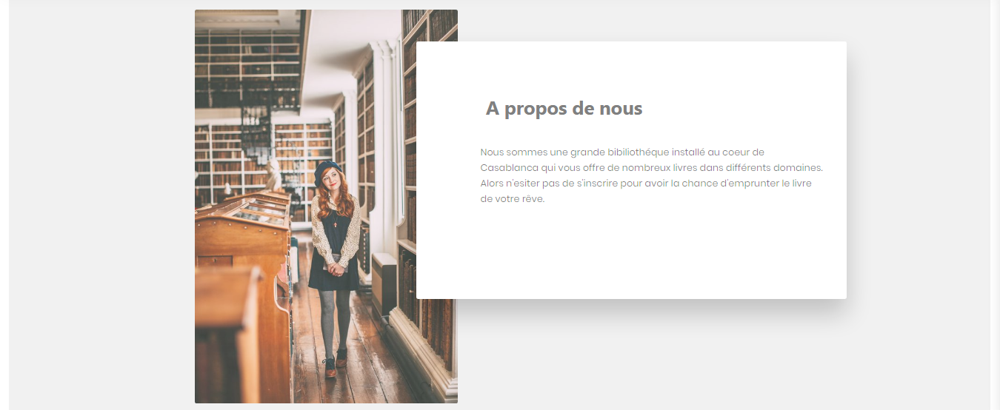 A propos de nous
Nous sommes une grande bibiliothéque installé au coeur de
Casablanca qui vous offre de nombreux livres dans différents domaines.
Alors n'esiter pas de s'inscrire pour avoir la chance d'emprunter le livre
de votre rêve.